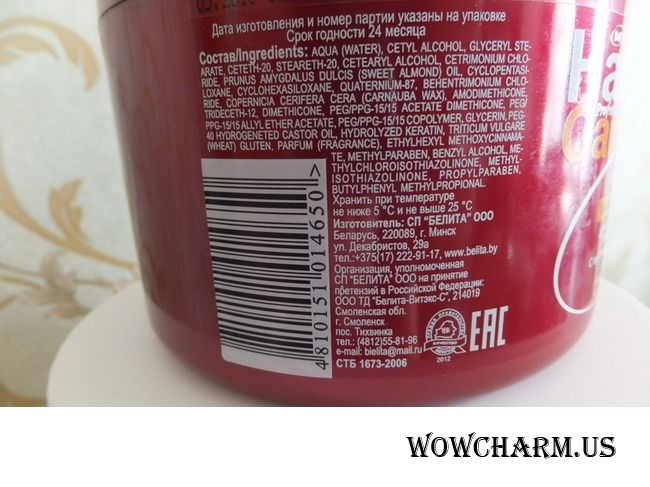 Дата изготовления и номер партии указаны на упаковке
Срок годности 24 месяца
Состав/Ingredients: AQUA (WATER), CETYL ALCOHOL, GLYCERYL STE-
ARATE, CETETH-20, STEARETH-20, CETEARYL ALCOHOL, CETRIMONIUM CHLO-
RIDE, PRUNUS AMYGDALUS DULCIS (SWEET ALMOND) OIL, CYCLOPENTASI-
LOXANE, CYCLOHEXASILOXANE, QUATERNIUM-87, BEHENTRIMONIUM CHLO-
RIDE, COPERNICIA CERIFERA CERA (CARNAUBA WAX), AMODIMETHICONE,
TRIDECETH-12, DIMETHICONE, PEG/PPG-15/15 ACETATE DIMETHICONE, PEG/
PPG-15/15 ALLYL ETHER ACETATE, PEG/PPG-15/15 COPOLYMER, GLYCERIN, PEG-
40 HYDROGENETED CASTOR OIL, HYDROLYZED KERATIN, TRITICUM VULGARE
(WHEAT) GLUTEN, PARFUM (FRAGRANCE), ETHYLHEXYL METHOXYCINNAMA-
TE, METHYLPARABEN, BENZYL ALCOHOL, ME-
THYLCHLOROISOTHIAZOLINONE, METHYL-
ISOTHIAZOLINONE, PROPYLPARABEN,
BUTYLPHENYL METHYLPROPIONAL.
Хранить при температуре
не ниже 5 °С и не выше 25 °С
Изготовитель: СП "БЕЛИТА" ООО
Беларусь, 220089, г. Минск
ул. Декабристов, 29а
тел.:+375(17) 222-91-17, www.belita.by
Организация, уполномоченная
СП "БЕЛИТА" ООО на принятие
претензий в Российской Федерации:
ООО ТД "Белита-Витэкс-С", 214019
Смоленская обл.
г. Смоленск
пос. Тихвинка
тел.: (4812)55-81-96
e-mail: bielita@mail.ru
СТБ 1673-2006
4810151014650>
2012
EAC
WOWCHARM.US